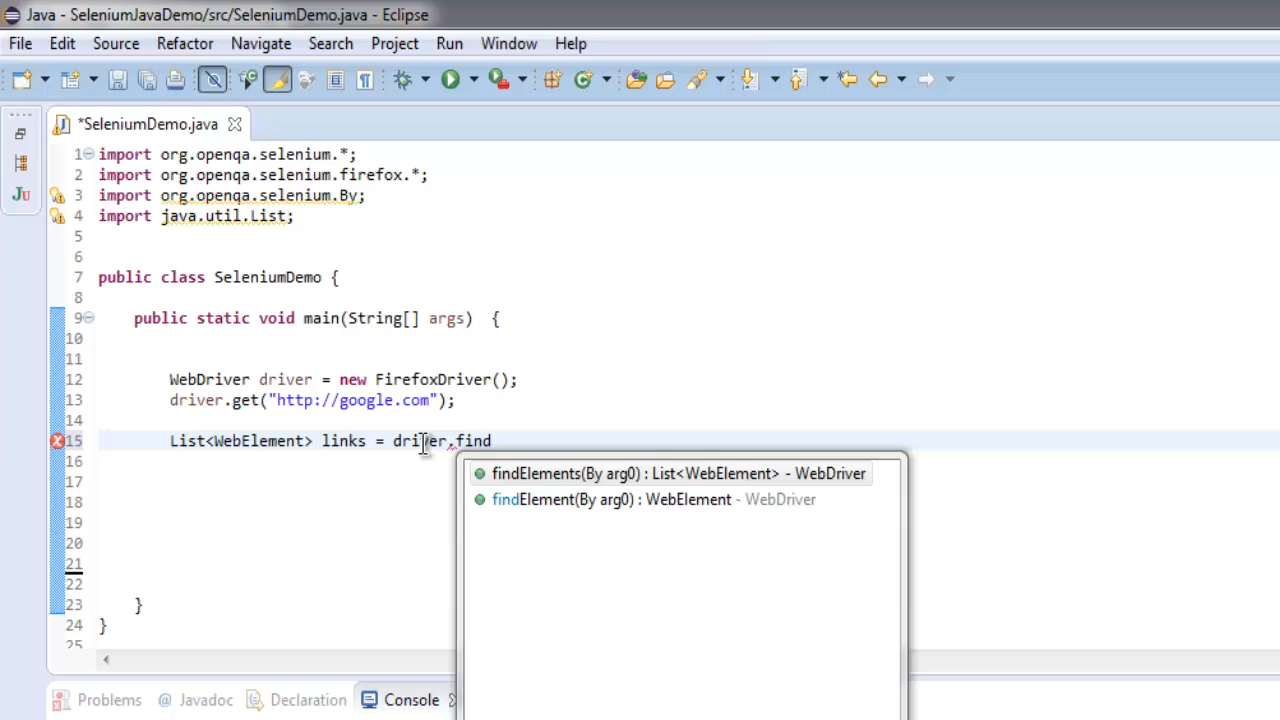 Java - SeleniumJavaDemo/src/SeleniumDemo.java - Eclipse
File Edit Source Refactor Navigate Search Project Run Window Help
*SeleniumDemo.java
1 import org.openqa.selenium.*;
2 import org.openqa.selenium.firefox.*;
3 import org.openqa.selenium.By;
4 import java.util.List;
5
6
7 public class SeleniumDemo {
8
9 public static void main(String[] args) {
10
11
12 WebDriver driver = new FirefoxDriver();
13 driver.get("http://google.com");
14
15 List<WebElement> links = driver.find
16
findElements(By arg0) : List<WebElement> - WebDriver
17
findElement(By arg0) : WebElement - WebDriver
18
19
20
21
22
23 }
24 }
25
Problems @ Javadoc Declaration Console